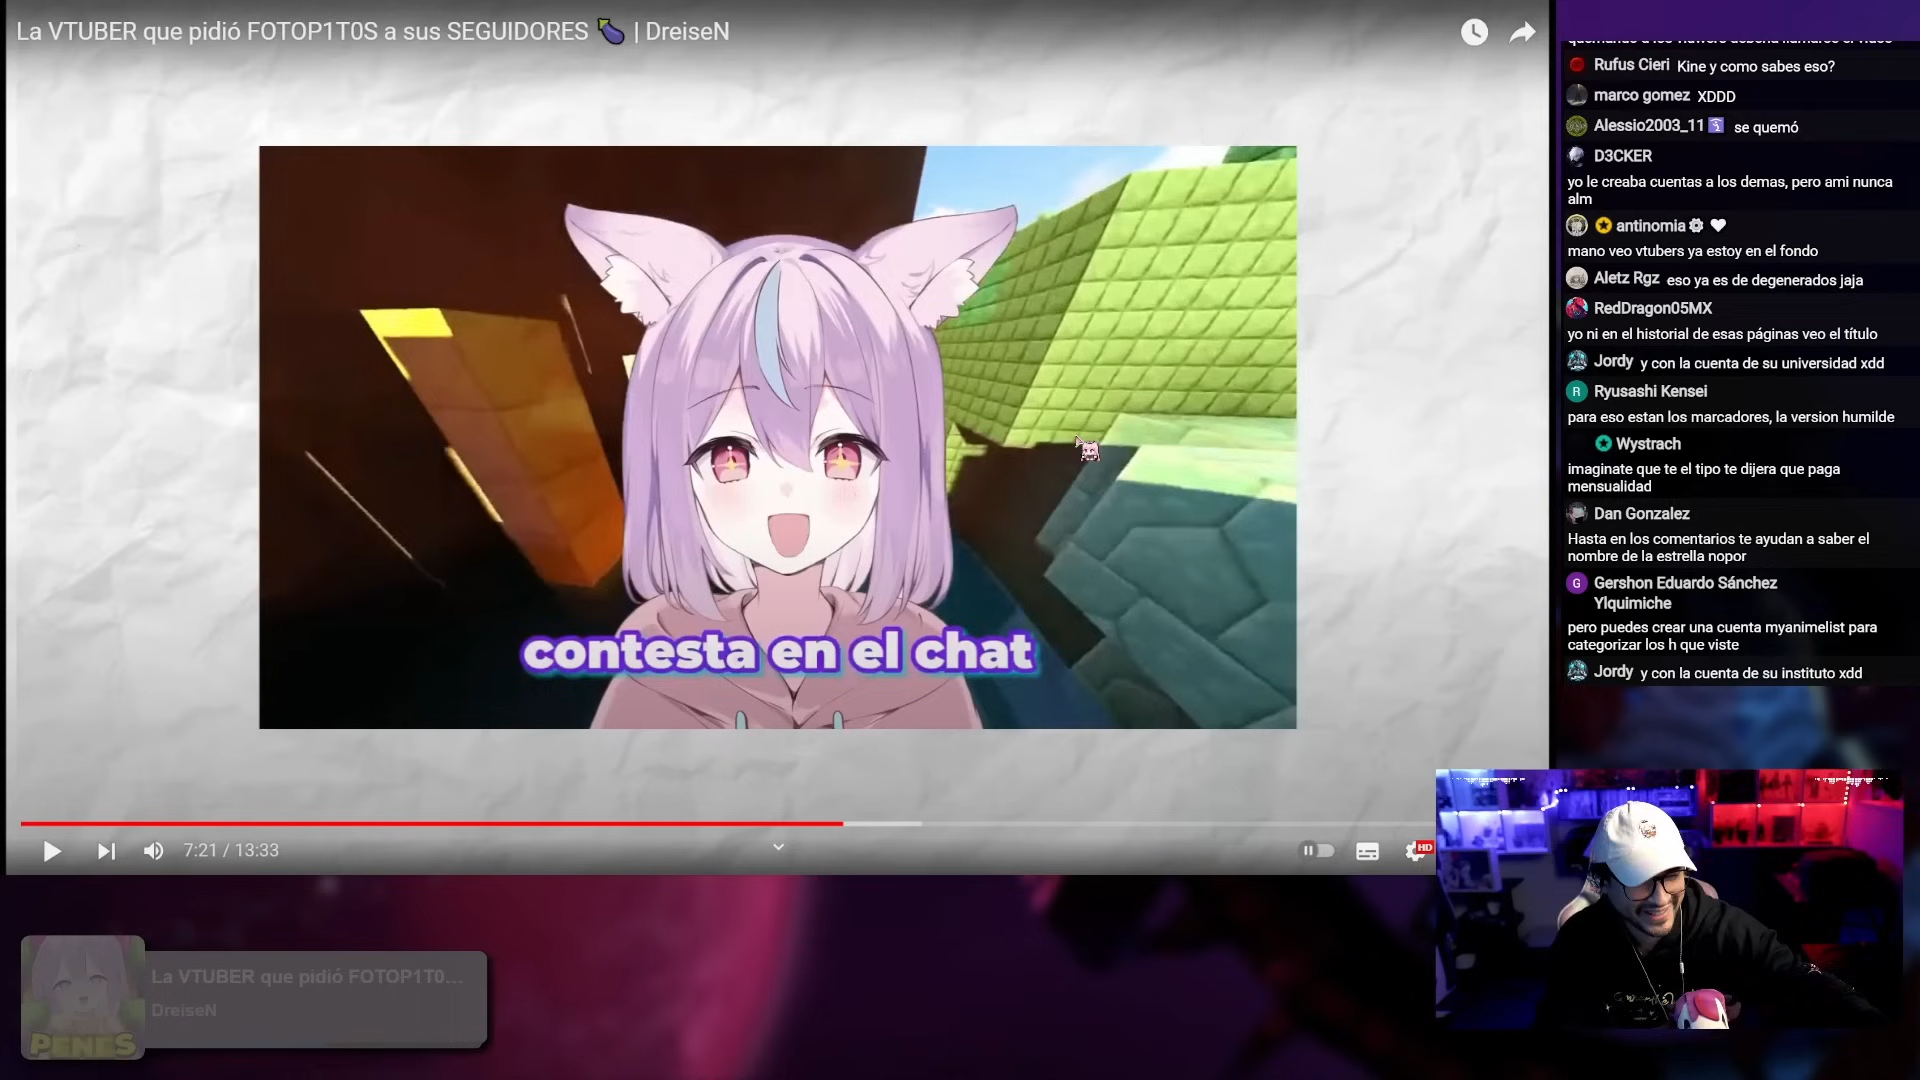 La VTUBER que pidió FOTOP1T0S a sus SEGUIDORES 🍆 | DreiseN
contesta en el chat
7:21 / 13:33
HD
La VTUBER que pidió FOTOP1T0...
DreiseN
PENES
Rufus Cieri Kine y como sabes eso?
marco gomez XDDD
Alessio2003_11 se quemó
D3CKER
yo le creaba cuentas a los demas, pero ami nunca
alm
antinomia
mano veo vtubers ya estoy en el fondo
Aletz Rgz eso ya es de degenerados jaja
RedDragon05MX
yo ni en el historial de esas páginas veo el título
Jordy y con la cuenta de su universidad xdd
R Ryusashi Kensei
para eso estan los marcadores, la version humilde
Wystrach
imaginate que te el tipo te dijera que paga
mensualidad
Dan Gonzalez
Hasta en los comentarios te ayudan a saber el
nombre de la estrella nopor
G Gershon Eduardo Sánchez
Ylquimiche
pero puedes crear una cuenta myanimelist para
categorizar los h que viste
Jordy y con la cuenta de su instituto xdd